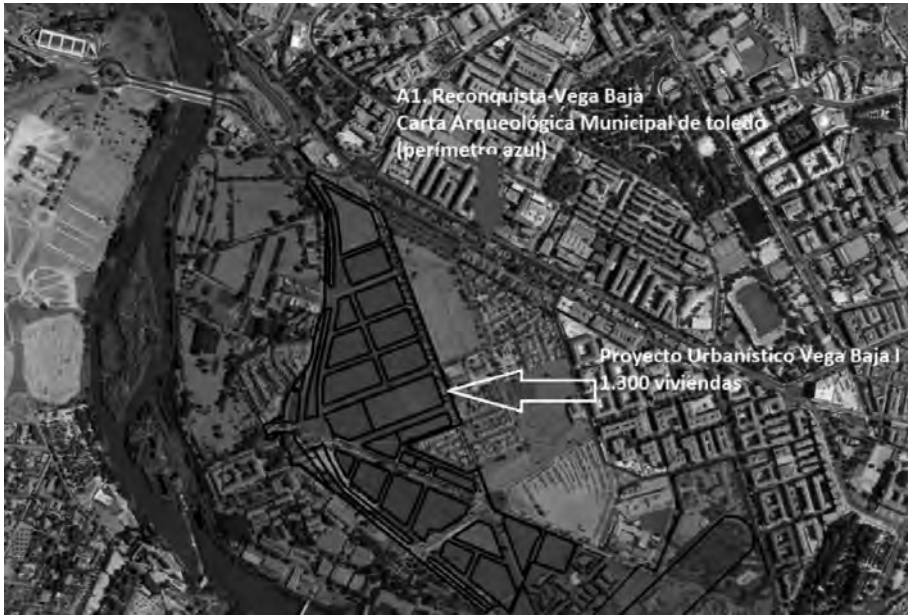 A1. Reconquista-Vega Baja
Carta Arqueológica Municipal de toledo
(perímetro azul)
Proyecto Urbanístico Vega Baja I
1.300 viviendas